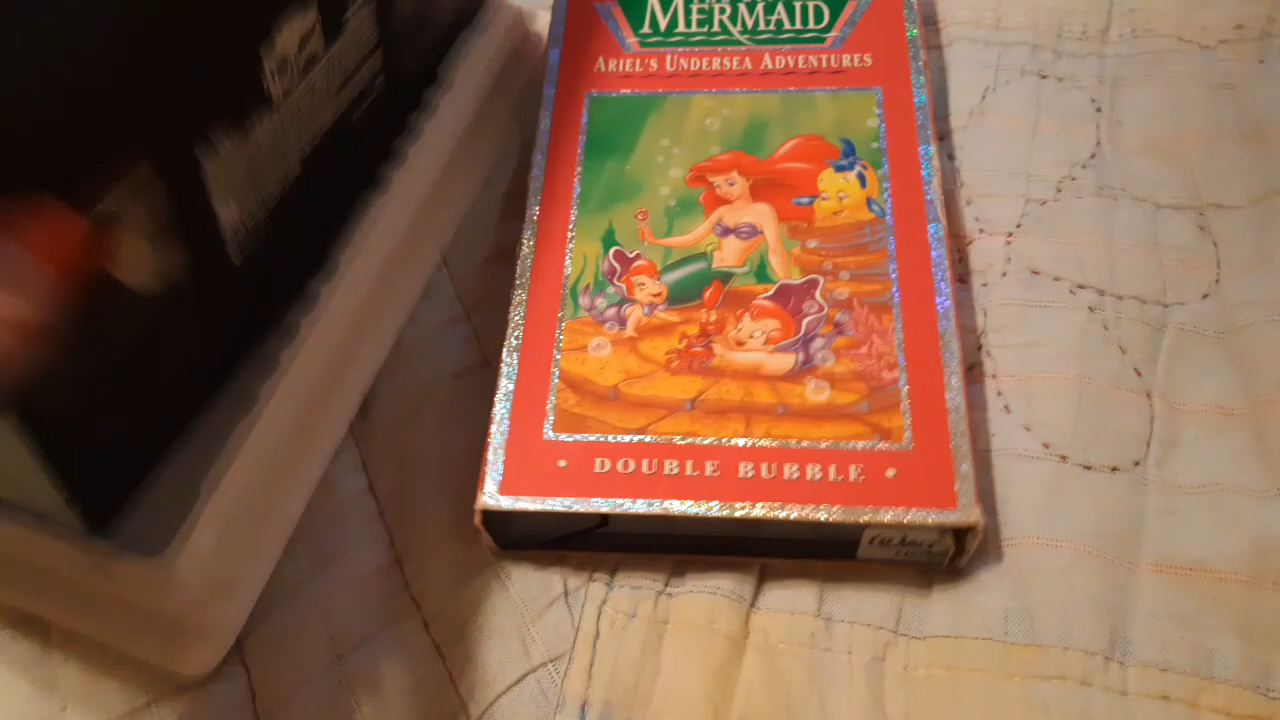 MERMAID
ARIEL'S UNDERSEA ADVENTURES
• DOUBLE BUBBLE •